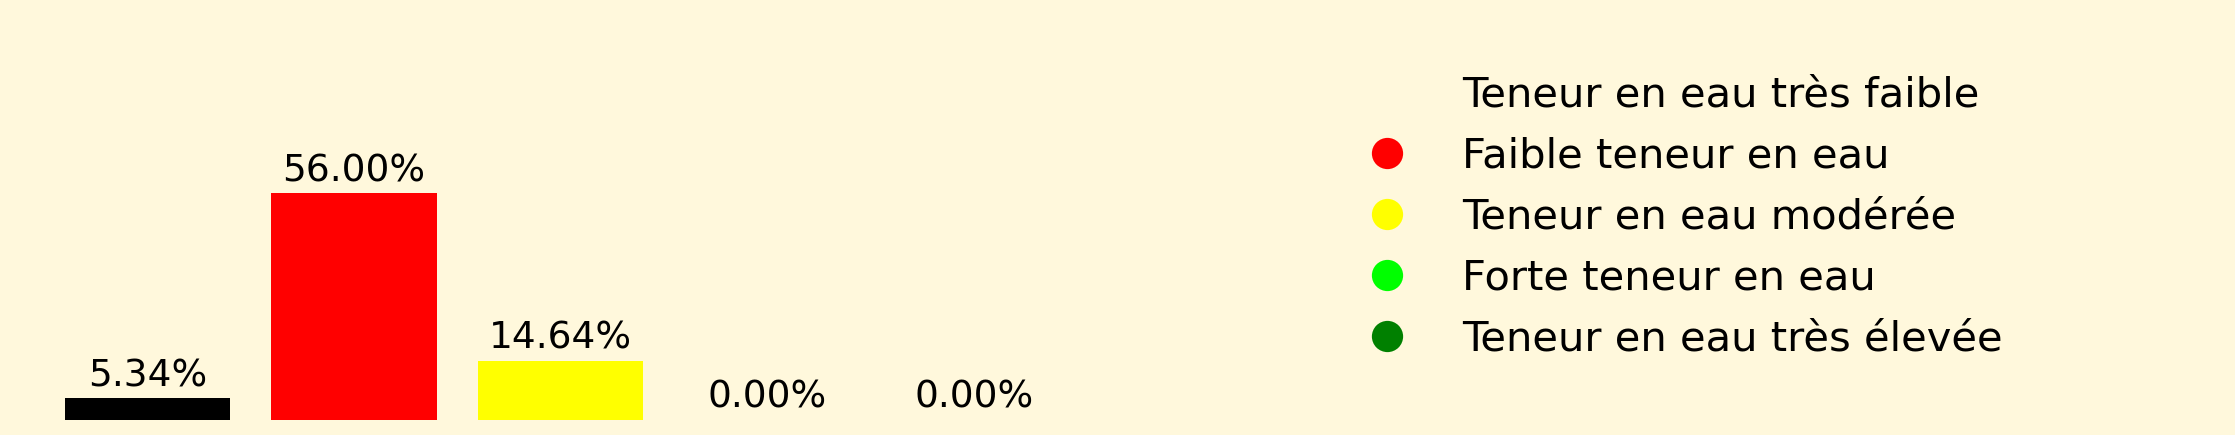 5.34%
56.00%
14.64%
0.00%
0.00%
Teneur en eau très faible
Faible teneur en eau
Teneur en eau modérée
Forte teneur en eau
Teneur en eau très élevée